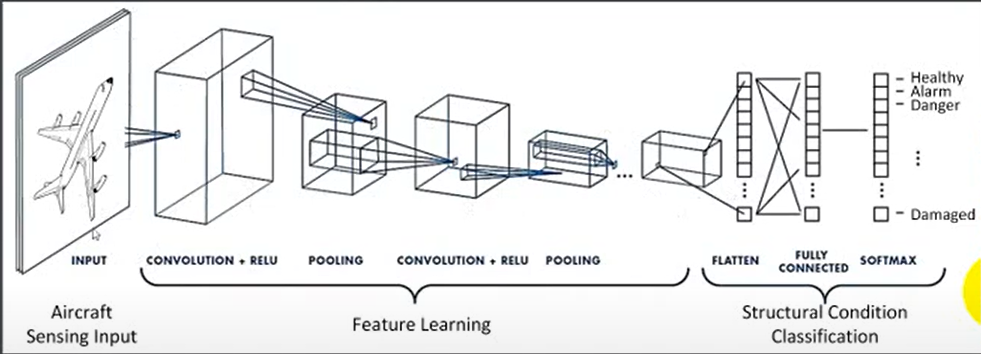 Healthy
Alarm
Danger
Damaged
INPUT
CONVOLUTION + RELU
POOLING
CONVOLUTION + RELU
POOLING
FLATTEN
FULLY
CONNECTED
SOFTMAX
Aircraft
Sensing Input
Feature Learning
Structural Condition
Classification